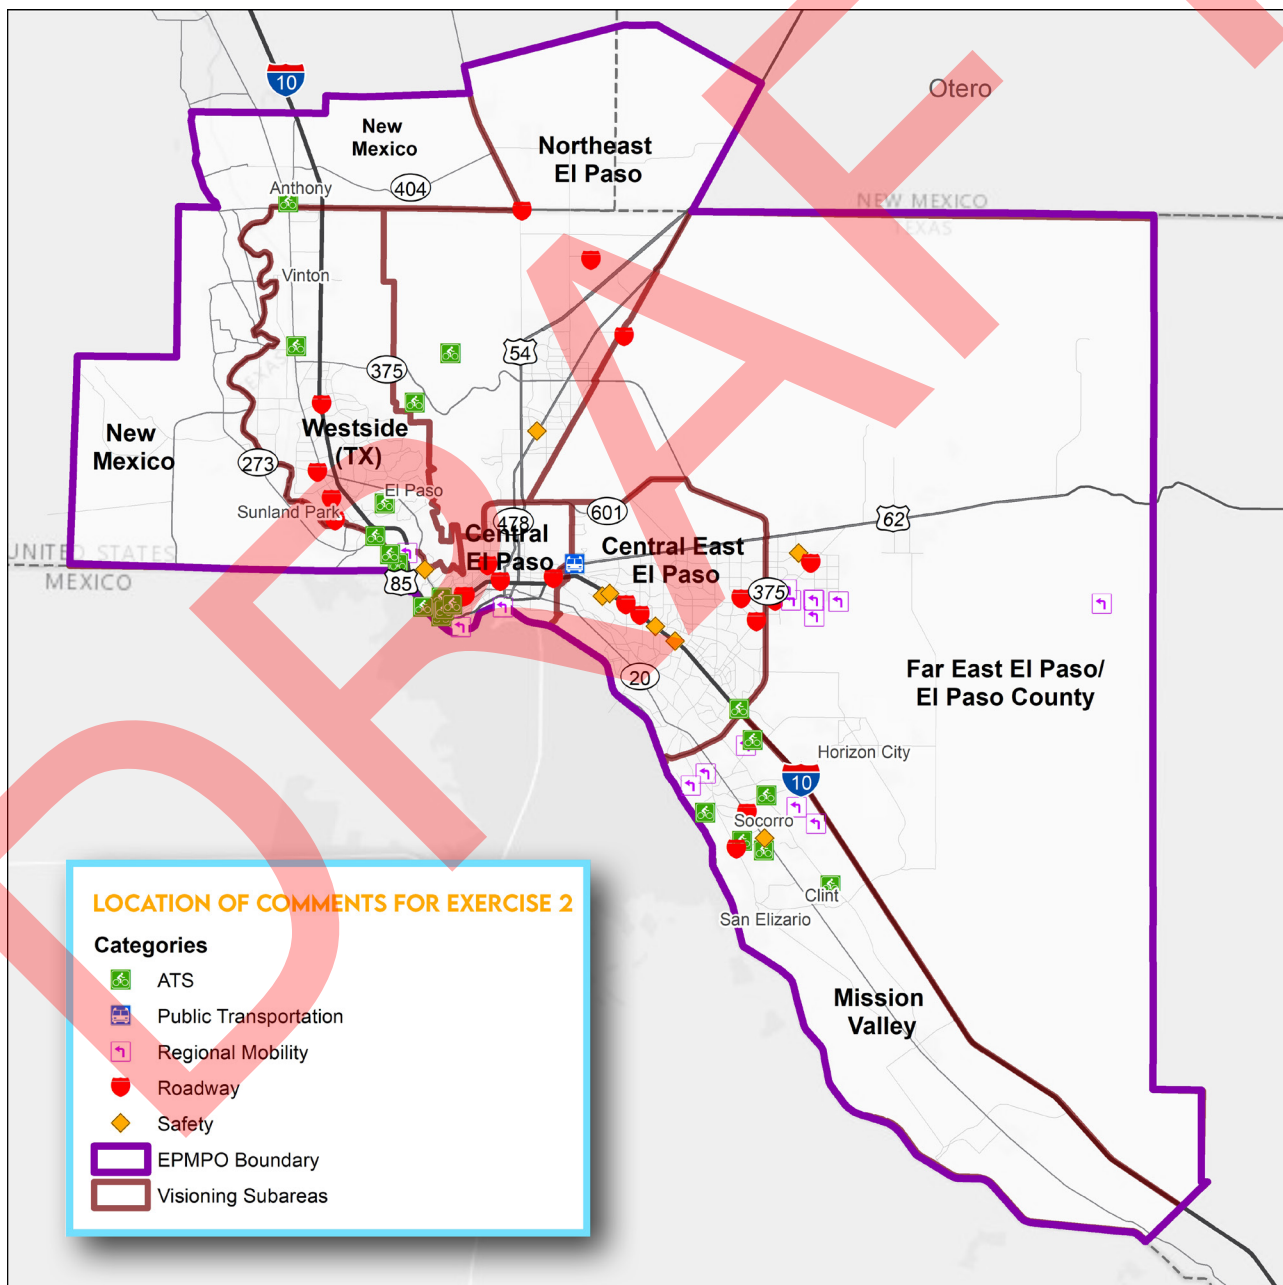 10
Otero
New
Mexico
Northeast
El Paso
Anthony
404
NEW MEXICO
TEXAS
Vinton
54
375
TEXAS
Westside
(TX)
New
Mexico
273
El Paso
Sunland Park
478
601
62
Central
El Paso
Central East
El Paso
UNITED STATES
MEXICO
85
375
20
Far East El Paso/
El Paso County
Horizon City
10
Socorro
Clint
San Elizario
Mission
Valley
LOCATION OF COMMENTS FOR EXERCISE 2
Categories
ATS
Public Transportation
Regional Mobility
Roadway
Safety
EPMPO Boundary
Visioning Subareas
DRAFT